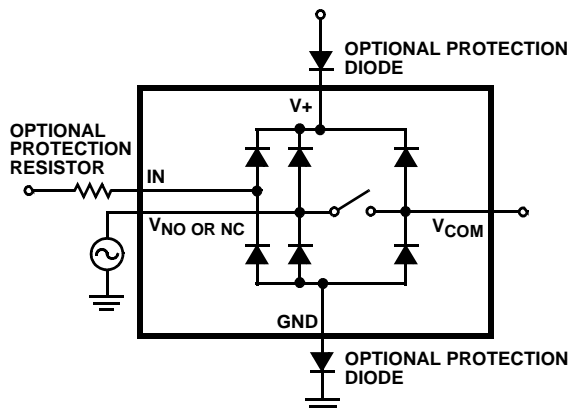 OPTIONAL PROTECTION
DIODE
V+
OPTIONAL
PROTECTION
RESISTOR
IN
VNO OR NC
VCOM
GND
OPTIONAL PROTECTION
DIODE